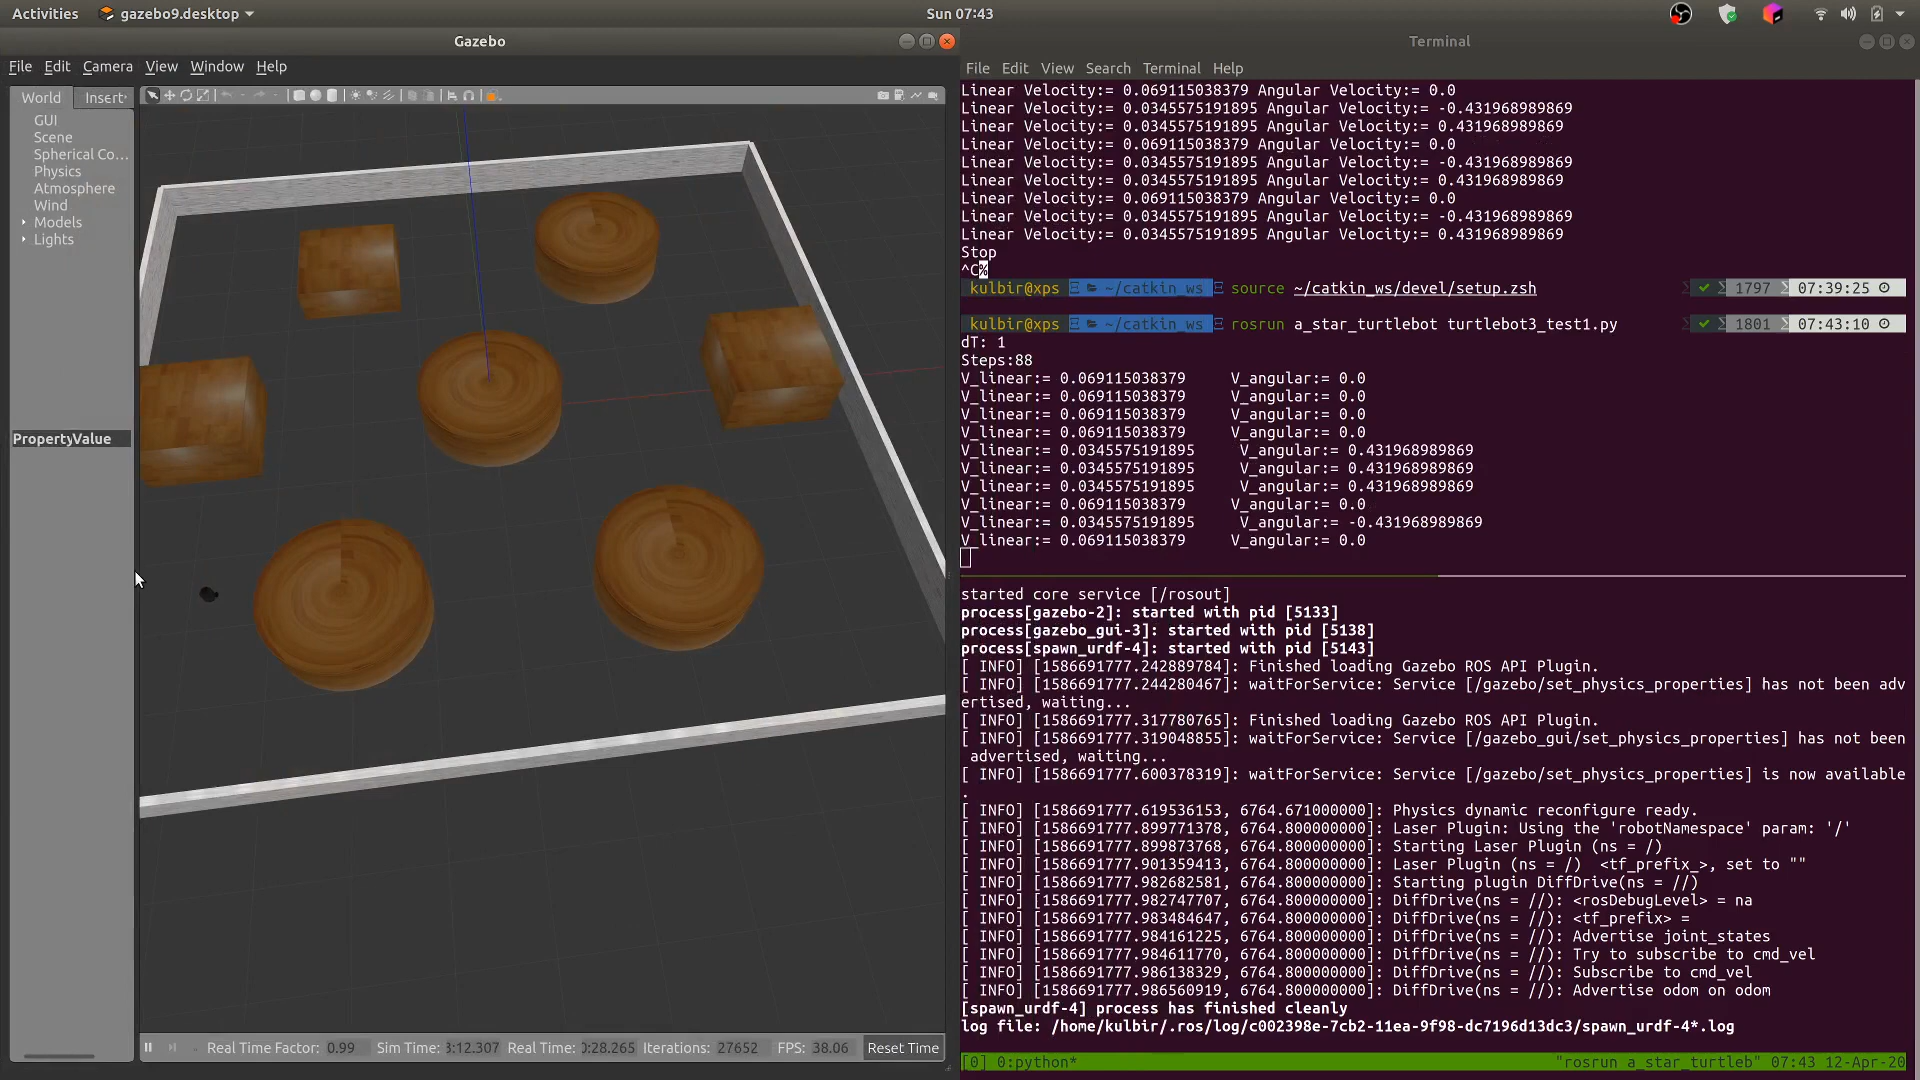 Activities gazebo9.desktop Sun 07:43
Gazebo
File Edit Camera View Window Help
World Insert
GUI
Scene
Spherical Co...
Physics
Atmosphere
Wind
Models
Lights
Property Value
Real Time Factor: 0.99 Sim Time: 3:12.307 Real Time: 0:28.265 Iterations: 27652 FPS: 38.06 Reset Time
Terminal
File Edit View Search Terminal Help
Linear Velocity:= 0.069115038379 Angular Velocity:= 0.0
Linear Velocity:= 0.0345575191895 Angular Velocity:= -0.431968989869
Linear Velocity:= 0.0345575191895 Angular Velocity:= 0.431968989869
Linear Velocity:= 0.069115038379 Angular Velocity:= 0.0
Linear Velocity:= 0.0345575191895 Angular Velocity:= -0.431968989869
Linear Velocity:= 0.0345575191895 Angular Velocity:= 0.431968989869
Linear Velocity:= 0.069115038379 Angular Velocity:= 0.0
Linear Velocity:= 0.0345575191895 Angular Velocity:= -0.431968989869
Linear Velocity:= 0.0345575191895 Angular Velocity:= 0.431968989869
Stop
^C%
kulbir@xps ~/catkin_ws source ~/catkin_ws/devel/setup.zsh ✔ 1797 07:39:25
kulbir@xps ~/catkin_ws rosrun a_star_turtlebot turtlebot3_test1.py ✔ 1801 07:43:10
dT: 1
Steps:88
V_linear:= 0.069115038379 V_angular:= 0.0
V_linear:= 0.069115038379 V_angular:= 0.0
V_linear:= 0.069115038379 V_angular:= 0.0
V_linear:= 0.069115038379 V_angular:= 0.0
V_linear:= 0.0345575191895 V_angular:= 0.431968989869
V_linear:= 0.0345575191895 V_angular:= 0.431968989869
V_linear:= 0.0345575191895 V_angular:= 0.431968989869
V_linear:= 0.069115038379 V_angular:= 0.0
V_linear:= 0.0345575191895 V_angular:= -0.431968989869
V_linear:= 0.069115038379 V_angular:= 0.0
started core service [/rosout]
process[gazebo-2]: started with pid [5133]
process[gazebo_gui-3]: started with pid [5138]
process[spawn_urdf-4]: started with pid [5143]
[ INFO] [1586691777.242889784]: Finished loading Gazebo ROS API Plugin.
[ INFO] [1586691777.244280467]: waitForService: Service [/gazebo/set_physics_properties] has not been adv
ertised, waiting...
[ INFO] [1586691777.317780765]: Finished loading Gazebo ROS API Plugin.
[ INFO] [1586691777.319048855]: waitForService: Service [/gazebo_gui/set_physics_properties] has not been
advertised, waiting...
[ INFO] [1586691777.600378319]: waitForService: Service [/gazebo/set_physics_properties] is now available
.
[ INFO] [1586691777.619536153, 6764.671000000]: Physics dynamic reconfigure ready.
[ INFO] [1586691777.899771378, 6764.800000000]: Laser Plugin: Using the 'robotNamespace' param: '/'
[ INFO] [1586691777.899873768, 6764.800000000]: Starting Laser Plugin (ns = /)
[ INFO] [1586691777.901359413, 6764.800000000]: Laser Plugin (ns = /) <tf_prefix_>, set to ""
[ INFO] [1586691777.982682581, 6764.800000000]: Starting plugin DiffDrive(ns = //)
[ INFO] [1586691777.982747707, 6764.800000000]: DiffDrive(ns = //): <rosDebugLevel> = na
[ INFO] [1586691777.983484647, 6764.800000000]: DiffDrive(ns = //): <tf_prefix> =
[ INFO] [1586691777.984161225, 6764.800000000]: DiffDrive(ns = //): Advertise joint_states
[ INFO] [1586691777.984611770, 6764.800000000]: DiffDrive(ns = //): Try to subscribe to cmd_vel
[ INFO] [1586691777.986138329, 6764.800000000]: DiffDrive(ns = //): Subscribe to cmd_vel
[ INFO] [1586691777.986560919, 6764.800000000]: DiffDrive(ns = //): Advertise odom on odom
[spawn_urdf-4] process has finished cleanly
log file: /home/kulbir/.ros/log/c002398e-7cb2-11ea-9f98-dc7196d13dc3/spawn_urdf-4*.log
[0] 0:python* "rosrun a_star_turtleb" 07:43 12-Apr-20